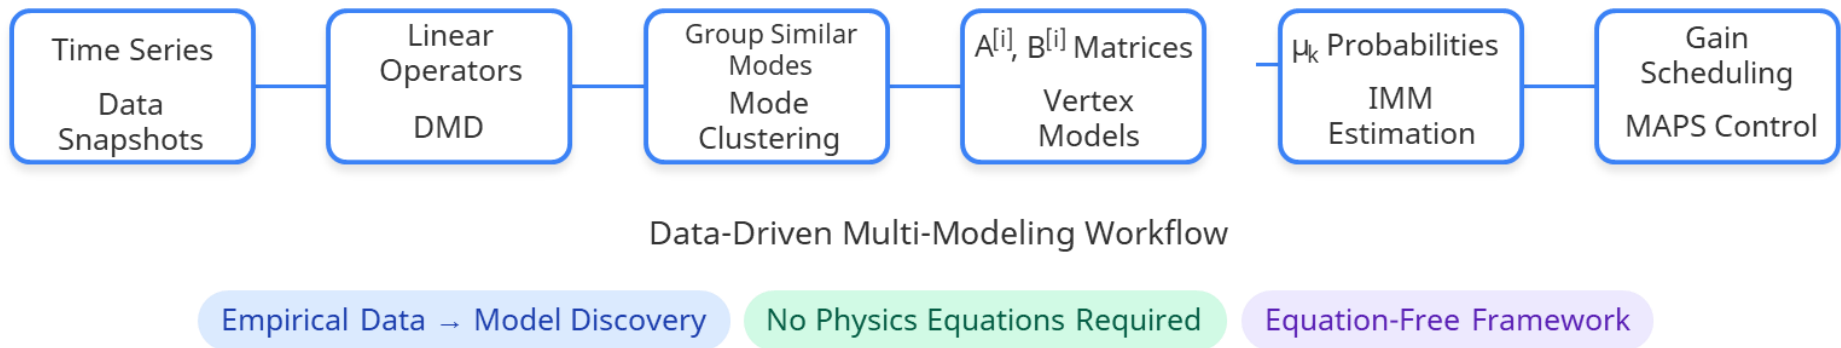 Time Series
Data
Snapshots
Linear
Operators
DMD
Group Similar
Modes
Mode
Clustering
A[i], B[i] Matrices
Vertex
Models
μk Probabilities
IMM
Estimation
Gain
Scheduling
MAPS Control
Data-Driven Multi-Modeling Workflow
Empirical Data → Model Discovery
No Physics Equations Required
Equation-Free Framework